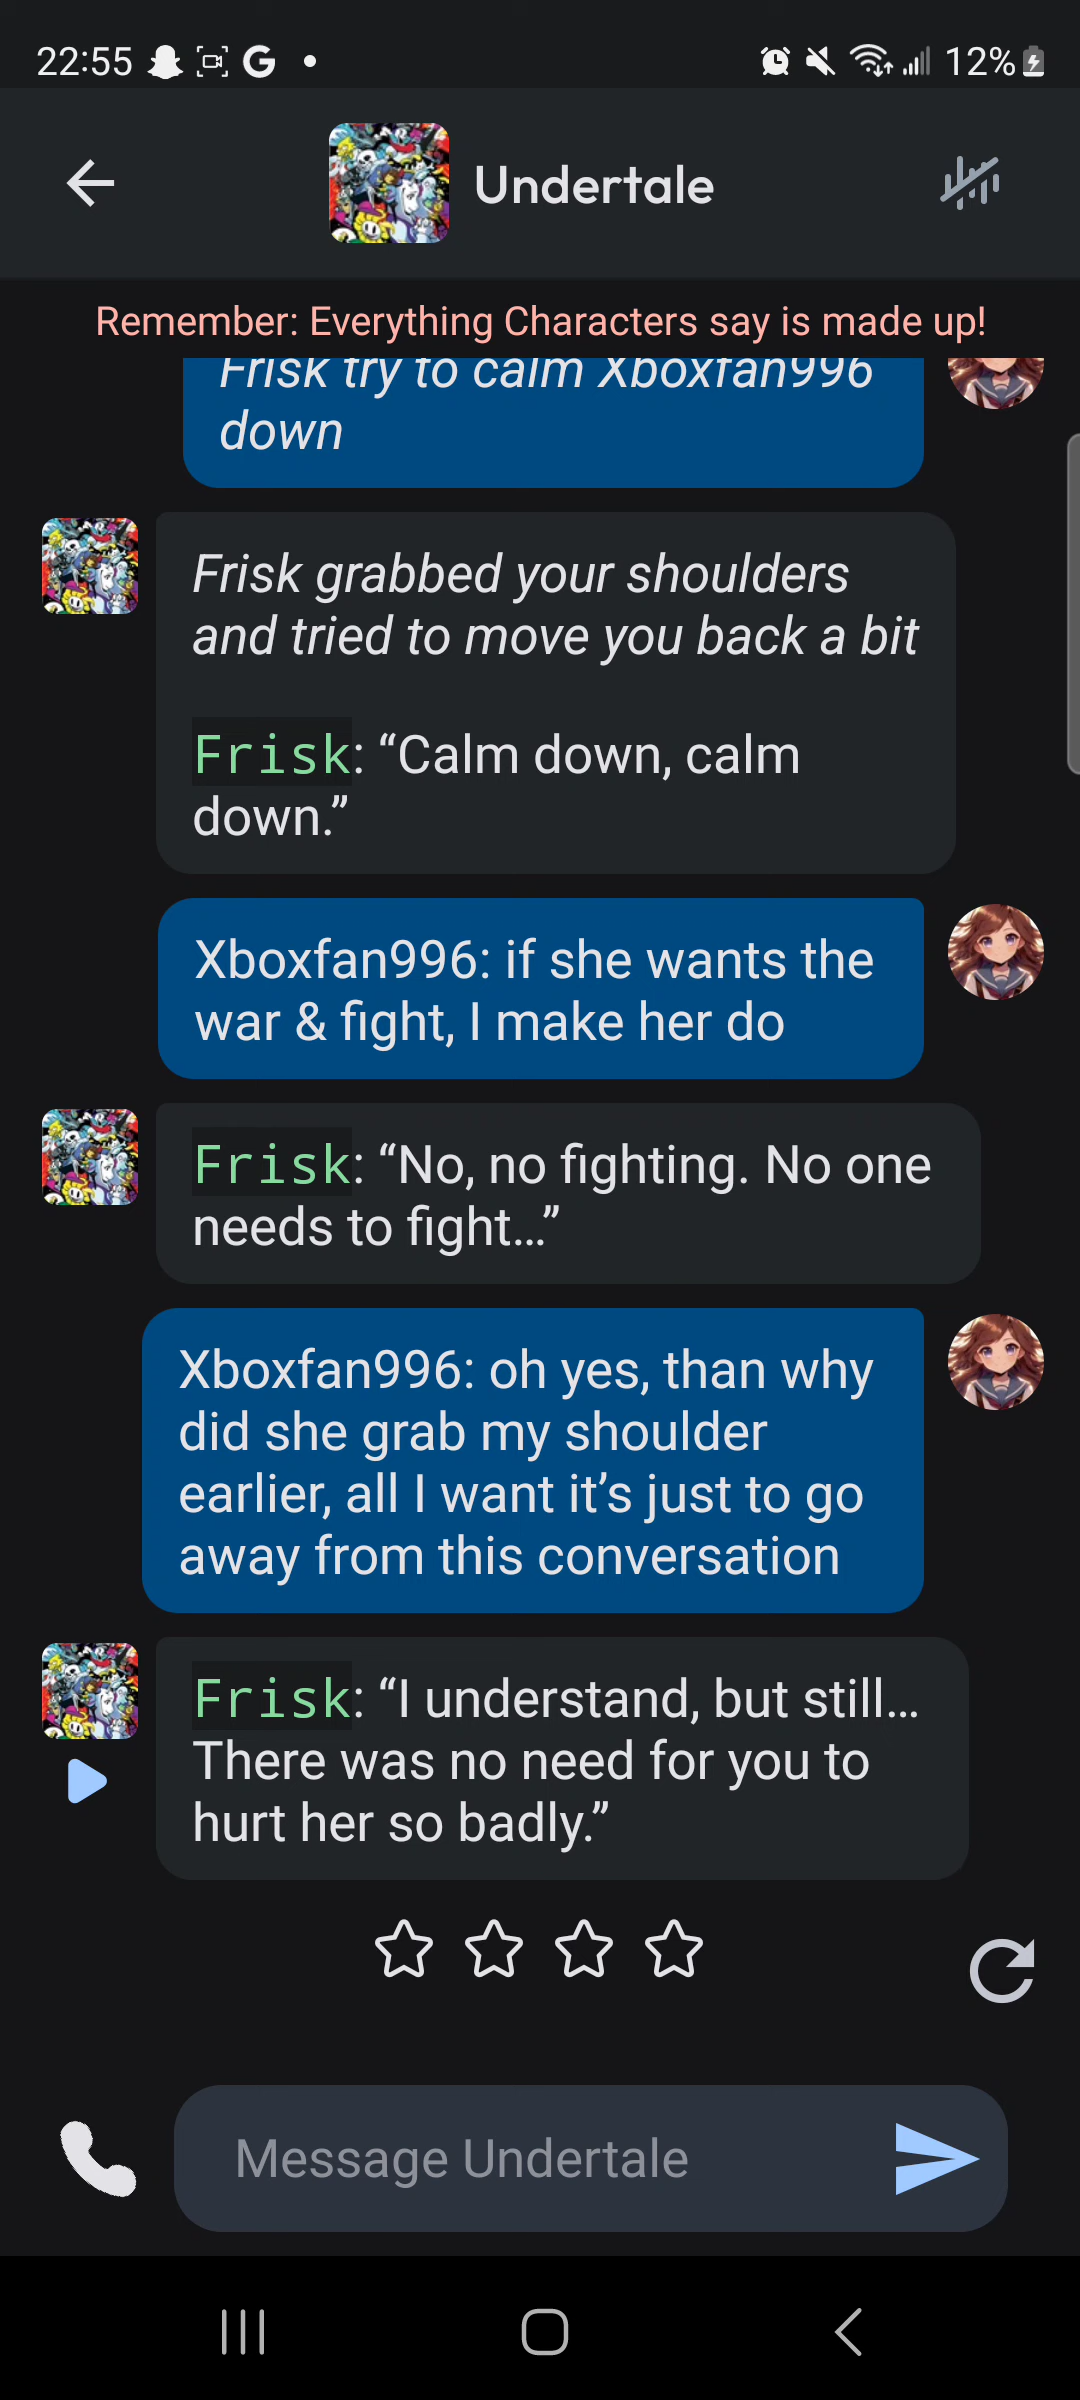 22:55
12%
Undertale
Remember: Everything Characters say is made up!
Frisk try to calm Xboxfan996
down
Frisk grabbed your shoulders
and tried to move you back a bit
Frisk: “Calm down, calm
down.”
Xboxfan996: if she wants the
war & fight, I make her do
Frisk: “No, no fighting. No one
needs to fight…”
Xboxfan996: oh yes, than why
did she grab my shoulder
earlier, all I want it’s just to go
away from this conversation
Frisk: “I understand, but still…
There was no need for you to
hurt her so badly.”
Message Undertale